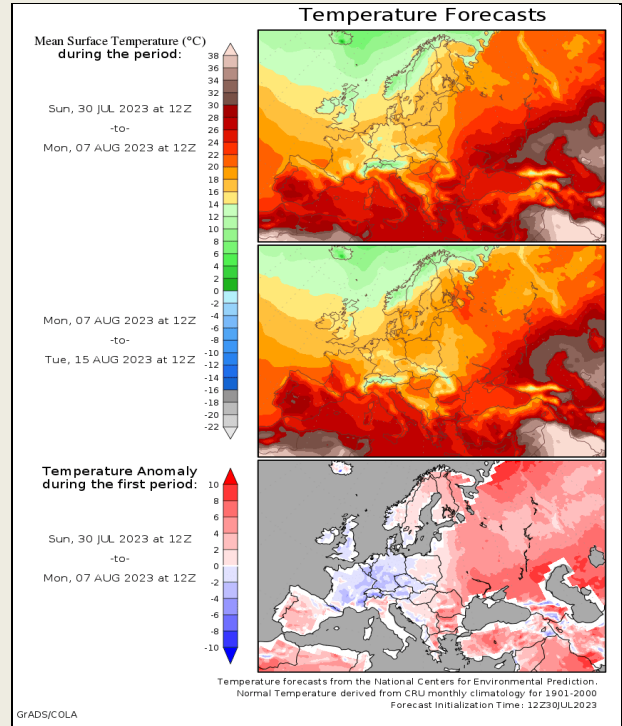 Temperature Forecasts
Mean Surface Temperature (°C)
during the period:
Sun, 30 JUL 2023 at 12Z
-to-
Mon, 07 AUG 2023 at 12Z
38
36
34
32
30
28
26
24
22
20
18
16
14
12
10
8
6
4
2
0
-2
-4
-6
-8
-10
-12
-14
-16
-18
-20
-22
Mon, 07 AUG 2023 at 12Z
-to-
Tue, 15 AUG 2023 at 12Z
Temperature Anomaly
during the first period:
Sun, 30 JUL 2023 at 12Z
-to-
Mon, 07 AUG 2023 at 12Z
10
8
6
4
2
0
-2
-4
-6
-8
-10
Temperature forecasts from the National Centers for Environmental Prediction.
Normal Temperature derived from CRU monthly climatology for 1901-2000
Forecast Initialization Time: 12Z30JUL2023
GrADS/COLA